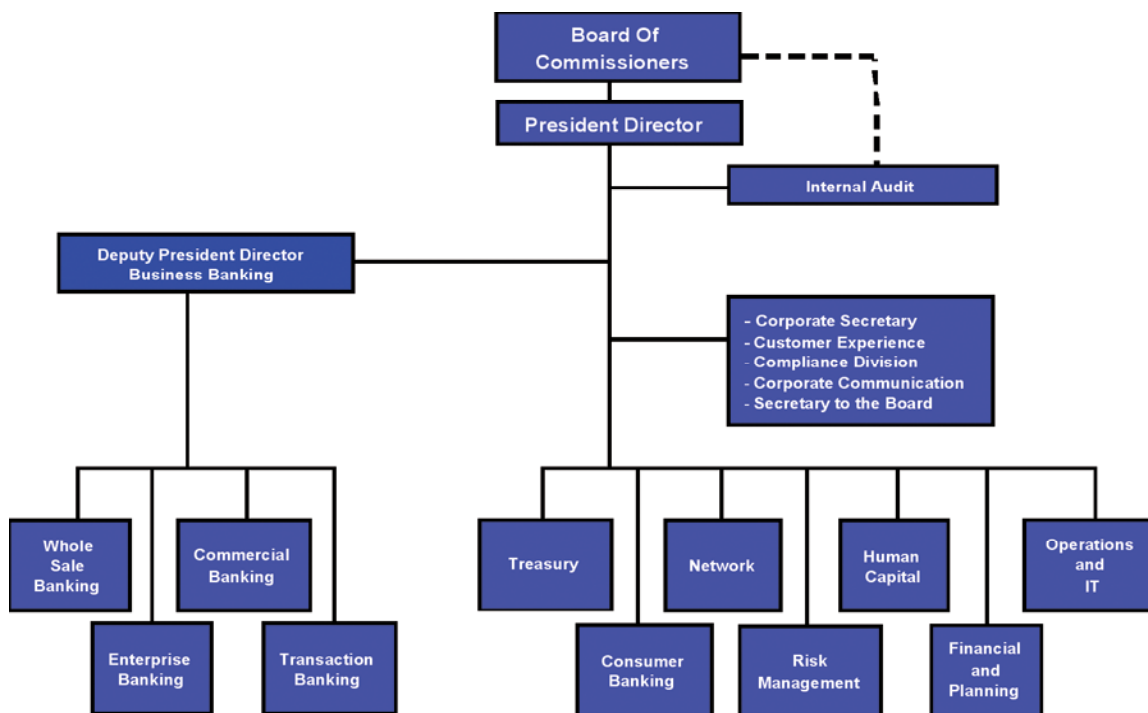 Board Of
Commissioners
President Director
Internal Audit
Deputy President Director
Business Banking
- Corporate Secretary
- Customer Experience
- Compliance Division
- Corporate Communication
- Secretary to the Board
Whole
Sale
Banking
Commercial
Banking
Treasury
Network
Human
Capital
Operations
and
IT
Enterprise
Banking
Transaction
Banking
Consumer
Banking
Risk
Management
Financial
and
Planning